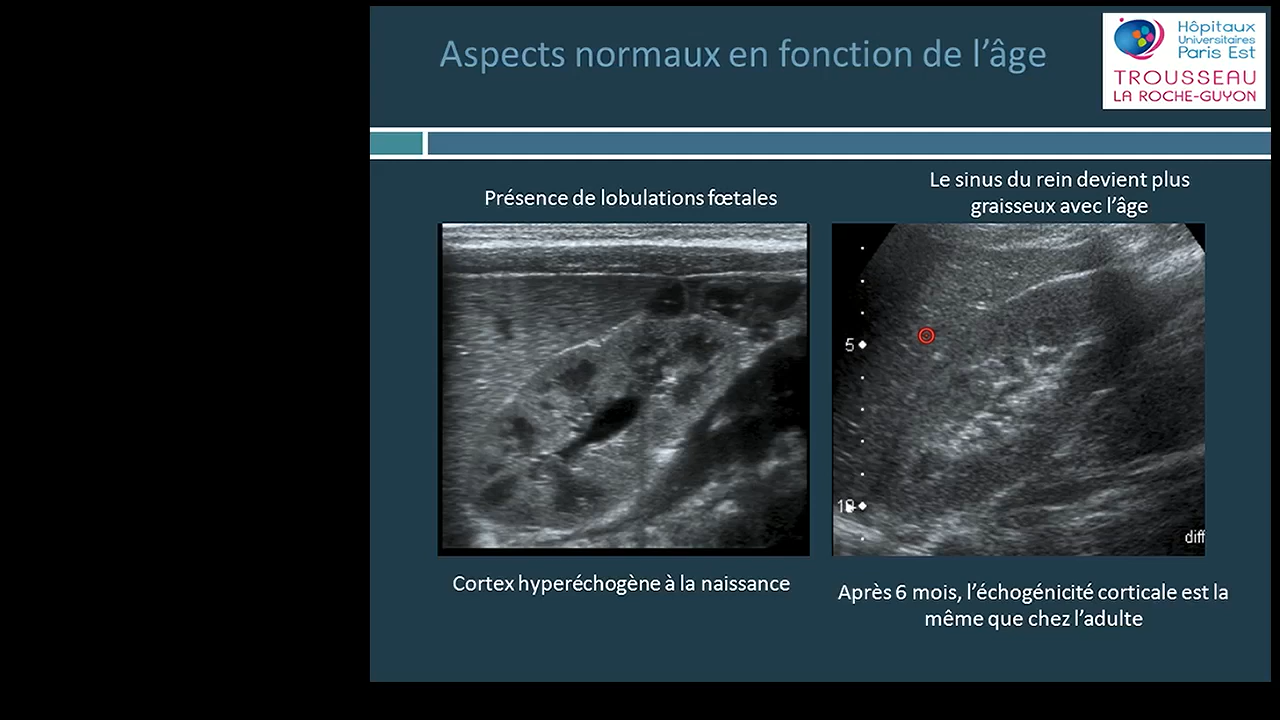 Aspects normaux en fonction de l’âge
Hôpitaux
Universitaires
Paris Est
TROUSSEAU
LA ROCHE-GUYON
Présence de lobulations fœtales
Le sinus du rein devient plus
graisseux avec l’âge
5
diff
Cortex hyperéchogène à la naissance
Après 6 mois, l’échogénicité corticale est la
même que chez l’adulte